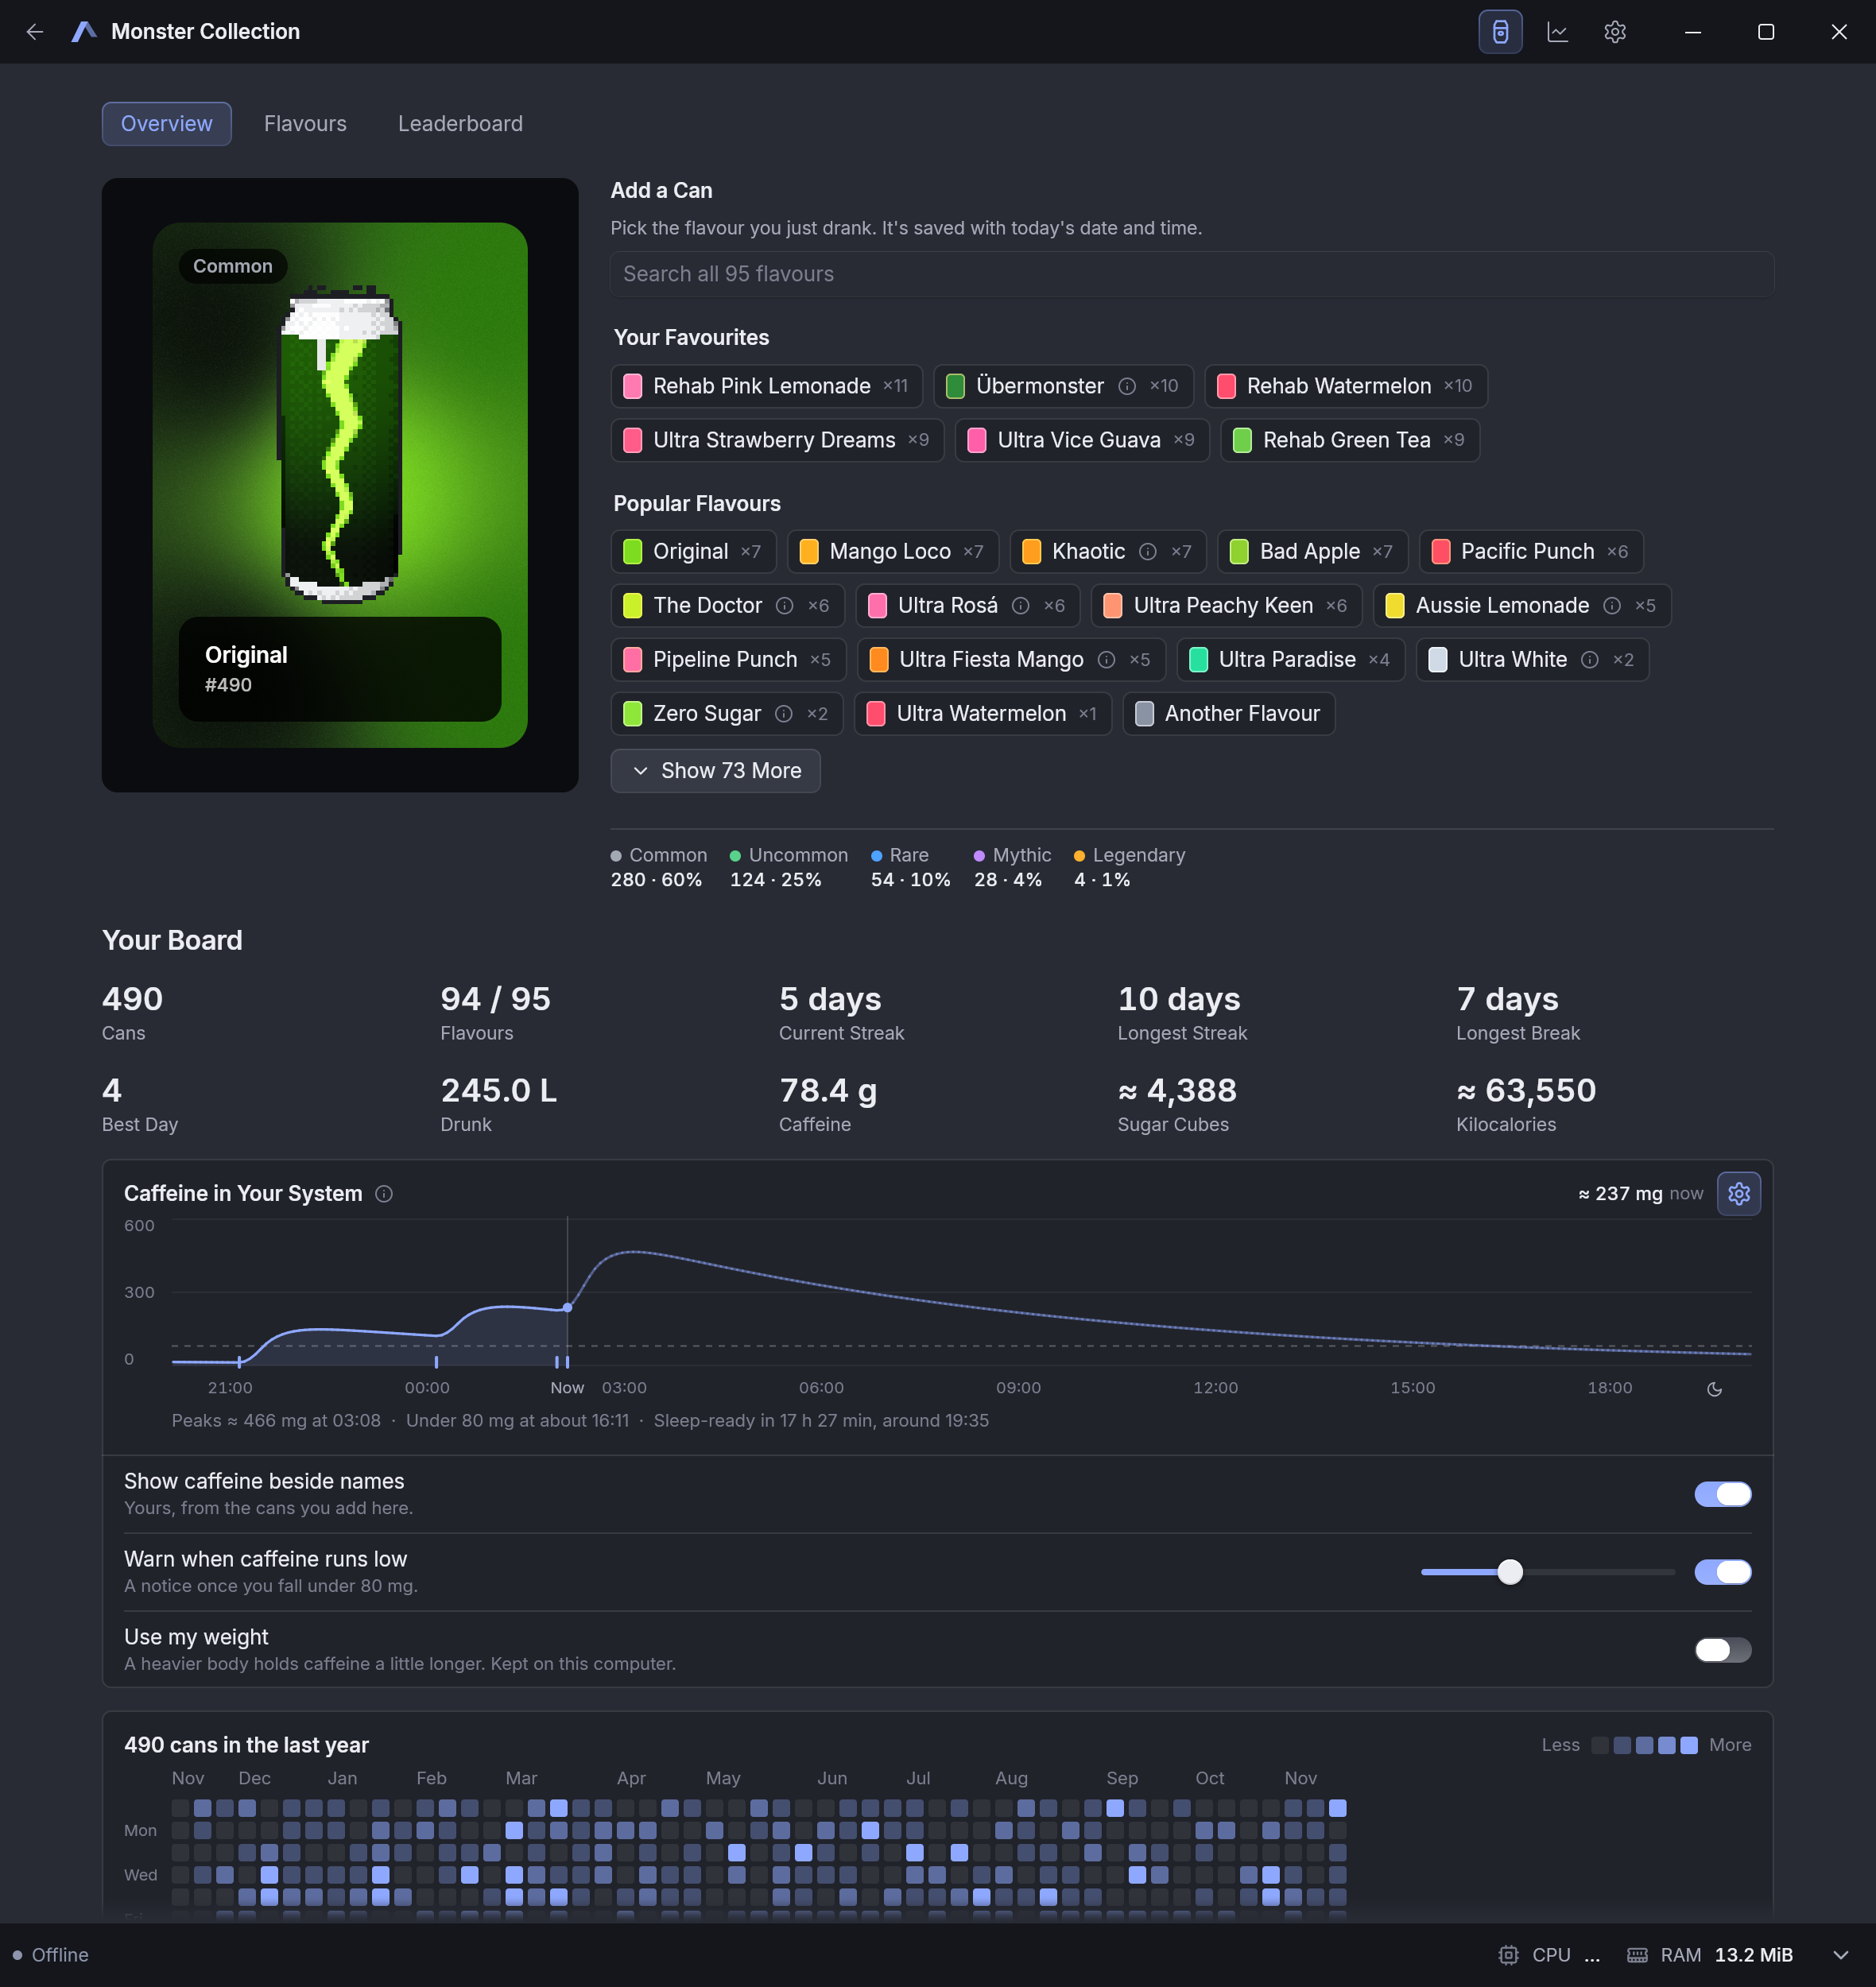 Monster Collection
Overview Flavours Leaderboard
Common
Original
#490
Add a Can
Pick the flavour you just drank. It's saved with today's date and time.
Search all 95 flavours
Your Favourites
Rehab Pink Lemonade ×11 Übermonster ×10 Rehab Watermelon ×10
Ultra Strawberry Dreams ×9 Ultra Vice Guava ×9 Rehab Green Tea ×9
Popular Flavours
Original ×7 Mango Loco ×7 Khaotic ×7 Bad Apple ×7 Pacific Punch ×6
The Doctor ×6 Ultra Rosá ×6 Ultra Peachy Keen ×6 Aussie Lemonade ×5
Pipeline Punch ×5 Ultra Fiesta Mango ×5 Ultra Paradise ×4 Ultra White ×2
Zero Sugar ×2 Ultra Watermelon ×1 Another Flavour
Show 73 More
Common Uncommon Rare Mythic Legendary
280 · 60% 124 · 25% 54 · 10% 28 · 4% 4 · 1%
Your Board
490 94 / 95 5 days 10 days 7 days
Cans Flavours Current Streak Longest Streak Longest Break
4 245.0 L 78.4 g ≈ 4,388 ≈ 63,550
Best Day Drunk Caffeine Sugar Cubes Kilocalories
Caffeine in Your System ≈ 237 mg now
600
300
0
21:00 00:00 Now 03:00 06:00 09:00 12:00 15:00 18:00
Peaks ≈ 466 mg at 03:08 · Under 80 mg at about 16:11 · Sleep-ready in 17 h 27 min, around 19:35
Show caffeine beside names
Yours, from the cans you add here.
Warn when caffeine runs low
A notice once you fall under 80 mg.
Use my weight
A heavier body holds caffeine a little longer. Kept on this computer.
490 cans in the last year Less More
Nov Dec Jan Feb Mar Apr May Jun Jul Aug Sep Oct Nov
Mon
Wed
Fri
Offline CPU ... RAM 13.2 MiB